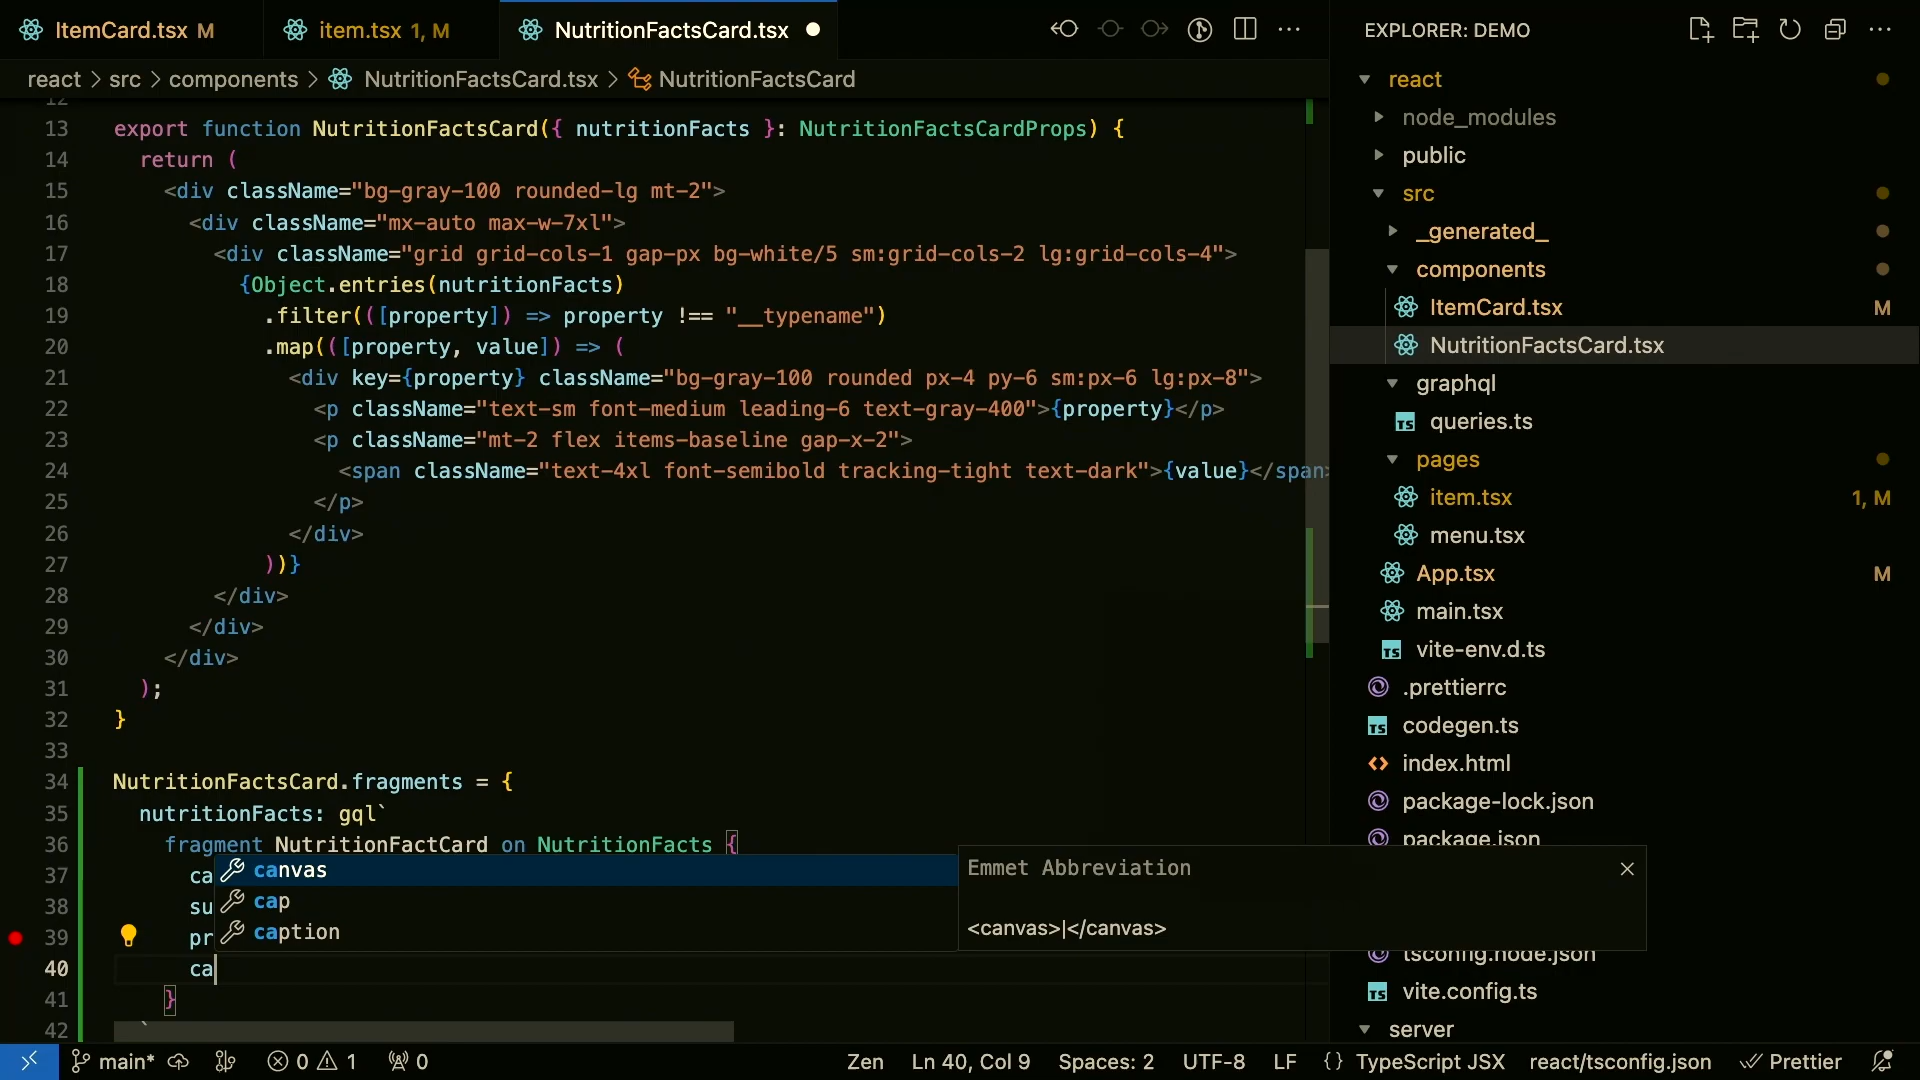 ItemCard.tsx M
item.tsx 1, M
NutritionFactsCard.tsx
EXPLORER: DEMO
react > src > components > NutritionFactsCard.tsx > NutritionFactsCard
12
13 export function NutritionFactsCard({ nutritionFacts }: NutritionFactsCardProps) {
14 return (
15 <div className="bg-gray-100 rounded-lg mt-2">
16 <div className="mx-auto max-w-7xl">
17 <div className="grid grid-cols-1 gap-px bg-white/5 sm:grid-cols-2 lg:grid-cols-4">
18 {Object.entries(nutritionFacts)
19 .filter(([property]) => property !== "__typename")
20 .map(([property, value]) => (
21 <div key={property} className="bg-gray-100 rounded px-4 py-6 sm:px-6 lg:px-8">
22 <p className="text-sm font-medium leading-6 text-gray-400">{property}</p>
23 <p className="mt-2 flex items-baseline gap-x-2">
24 <span className="text-4xl font-semibold tracking-tight text-dark">{value}</span>
25 </p>
26 </div>
27 ))}
28 </div>
29 </div>
30 </div>
31 );
32 }
33
34 NutritionFactsCard.fragments = {
35 nutritionFacts: gql`
36 fragment NutritionFactCard on NutritionFacts {
37 ca
38 su
39 pr
40 ca
41 }
42 `
canvas
cap
caption
Emmet Abbreviation
<canvas>|</canvas>
react
node_modules
public
src
_generated_
components
ItemCard.tsx M
NutritionFactsCard.tsx
graphql
TS queries.ts
pages
item.tsx 1, M
menu.tsx
App.tsx M
main.tsx
TS vite-env.d.ts
.prettierrc
TS codegen.ts
index.html
package-lock.json
package.json
tsconfig.node.json
TS vite.config.ts
server
main* 0 1 0 Zen Ln 40, Col 9 Spaces: 2 UTF-8 LF {} TypeScript JSX react/tsconfig.json Prettier